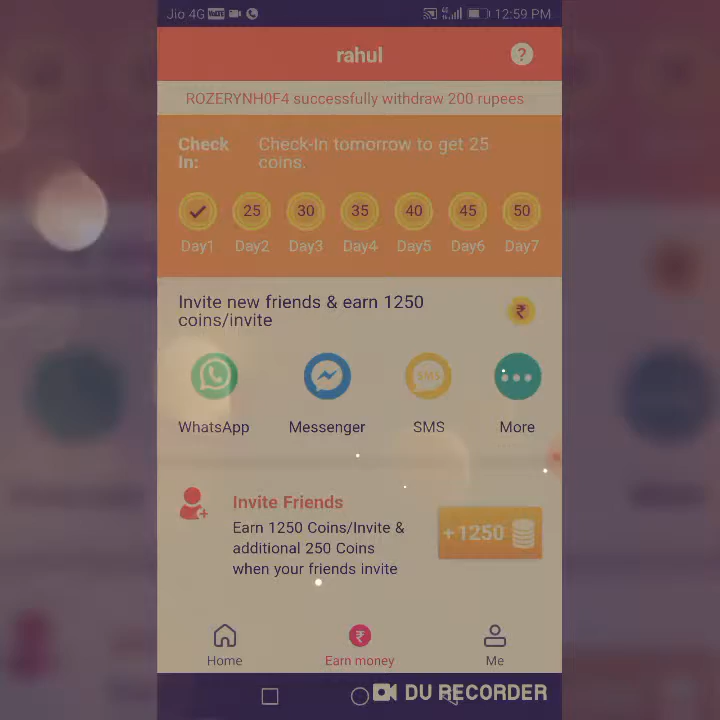 Jio 4G VoLTE 12:59 PM
rahul ?
ROZERYNH0F4 successfully withdraw 200 rupees
Check In: Check-In tomorrow to get 25 coins.
25 30 35 40 45 50
Day1 Day2 Day3 Day4 Day5 Day6 Day7
Invite new friends & earn 1250
coins/invite
₹
SMS
WhatsApp Messenger SMS More
Invite Friends
Earn 1250 Coins/Invite &
additional 250 Coins
when your friends invite
+1250
₹
Home Earn money Me
DU RECORDER